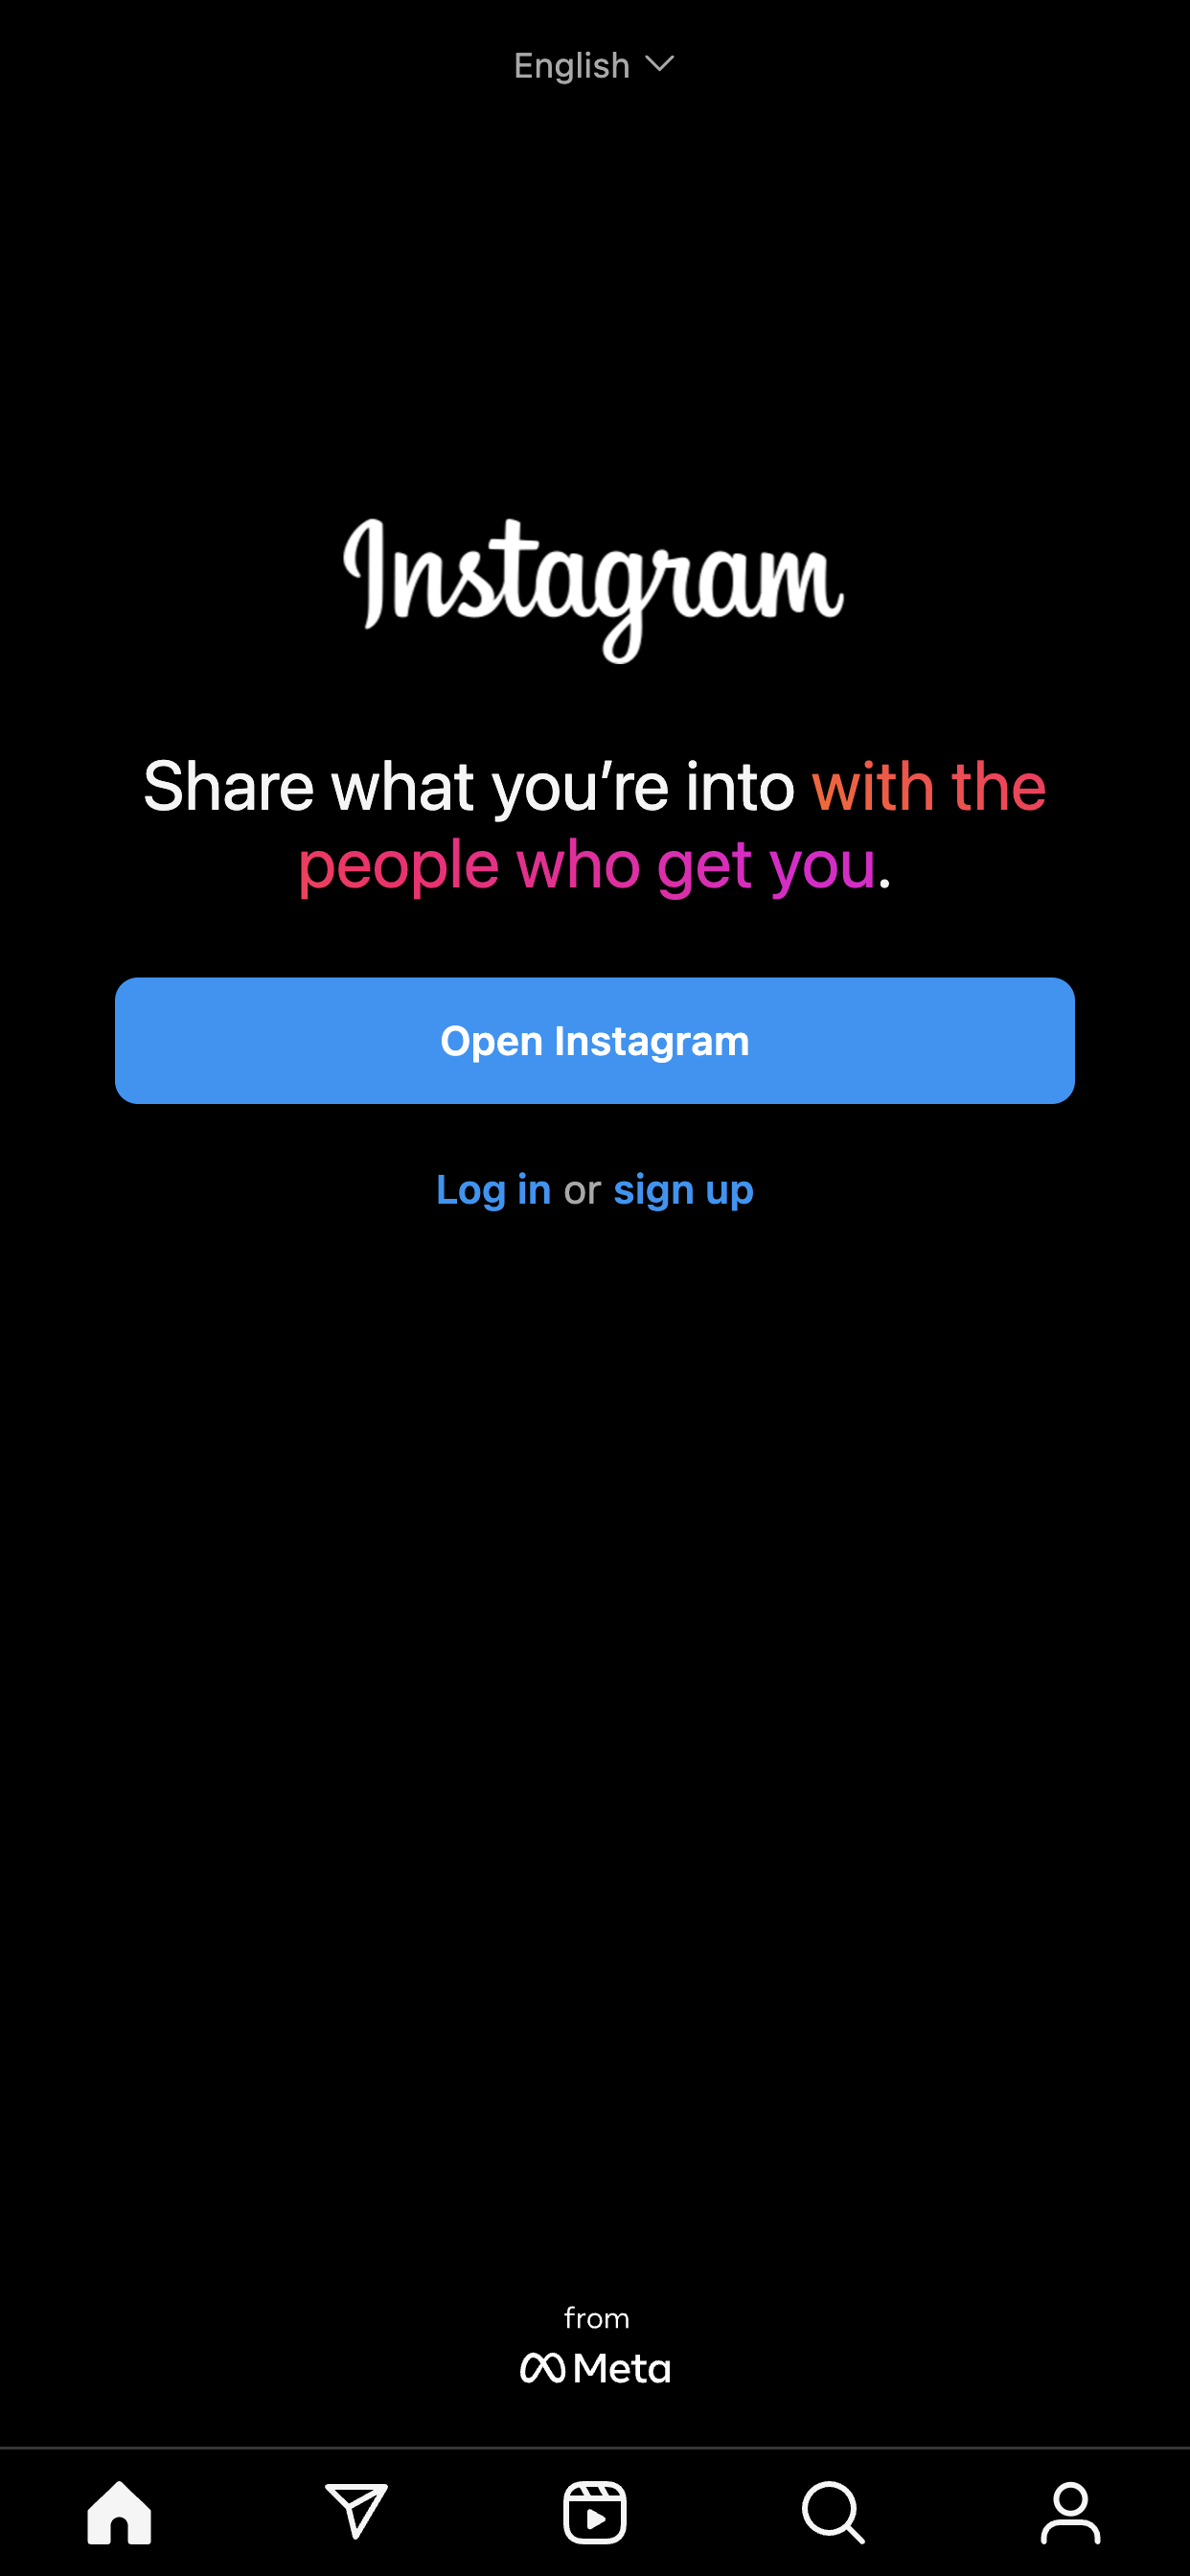 English
Instagram
Share what you’re into with the
people who get you.
Open Instagram
Log in or sign up
from
Meta